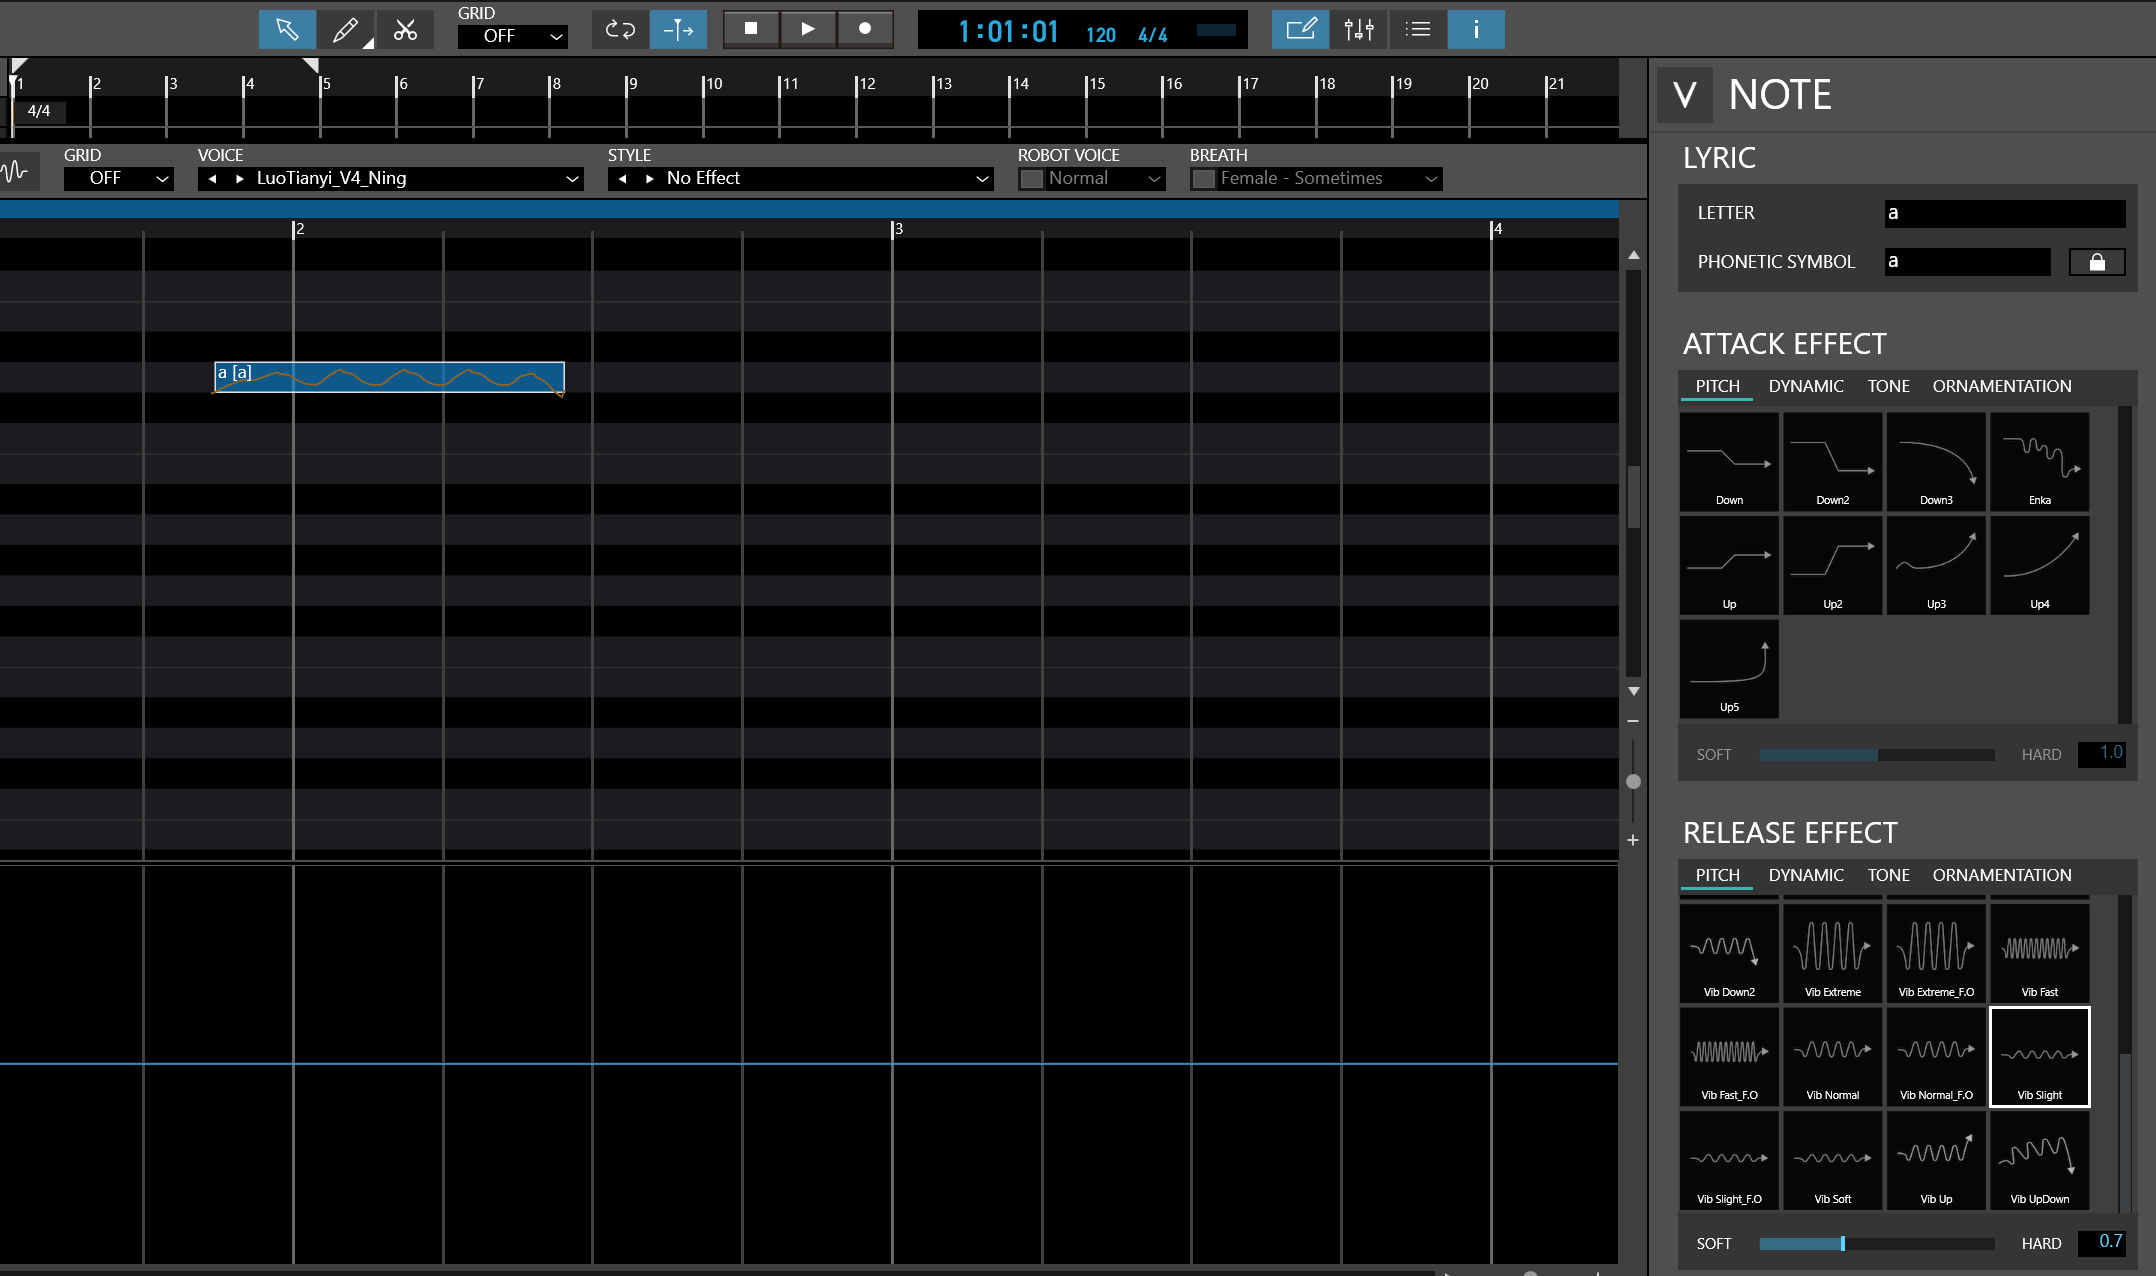 GRID
OFF
1:01:01 120 4/4
i
1 2 3 4 5 6 7 8 9 10 11 12 13 14 15 16 17 18 19 20 21
4/4
GRID VOICE STYLE ROBOT VOICE BREATH
OFF LuoTianyi_V4_Ning No Effect Normal Female - Sometimes
2 3 4
a [a]
V NOTE
LYRIC
LETTER a
PHONETIC SYMBOL a
ATTACK EFFECT
PITCH DYNAMIC TONE ORNAMENTATION
Down Down2 Down3 Enka
Up Up2 Up3 Up4
Up5
SOFT HARD 1.0
RELEASE EFFECT
PITCH DYNAMIC TONE ORNAMENTATION
Vib Down2 Vib Extreme Vib Extreme_F.O Vib Fast
Vib Fast_F.O Vib Normal Vib Normal_F.O Vib Slight
Vib Slight_F.O Vib Soft Vib Up Vib UpDown
SOFT HARD 0.7